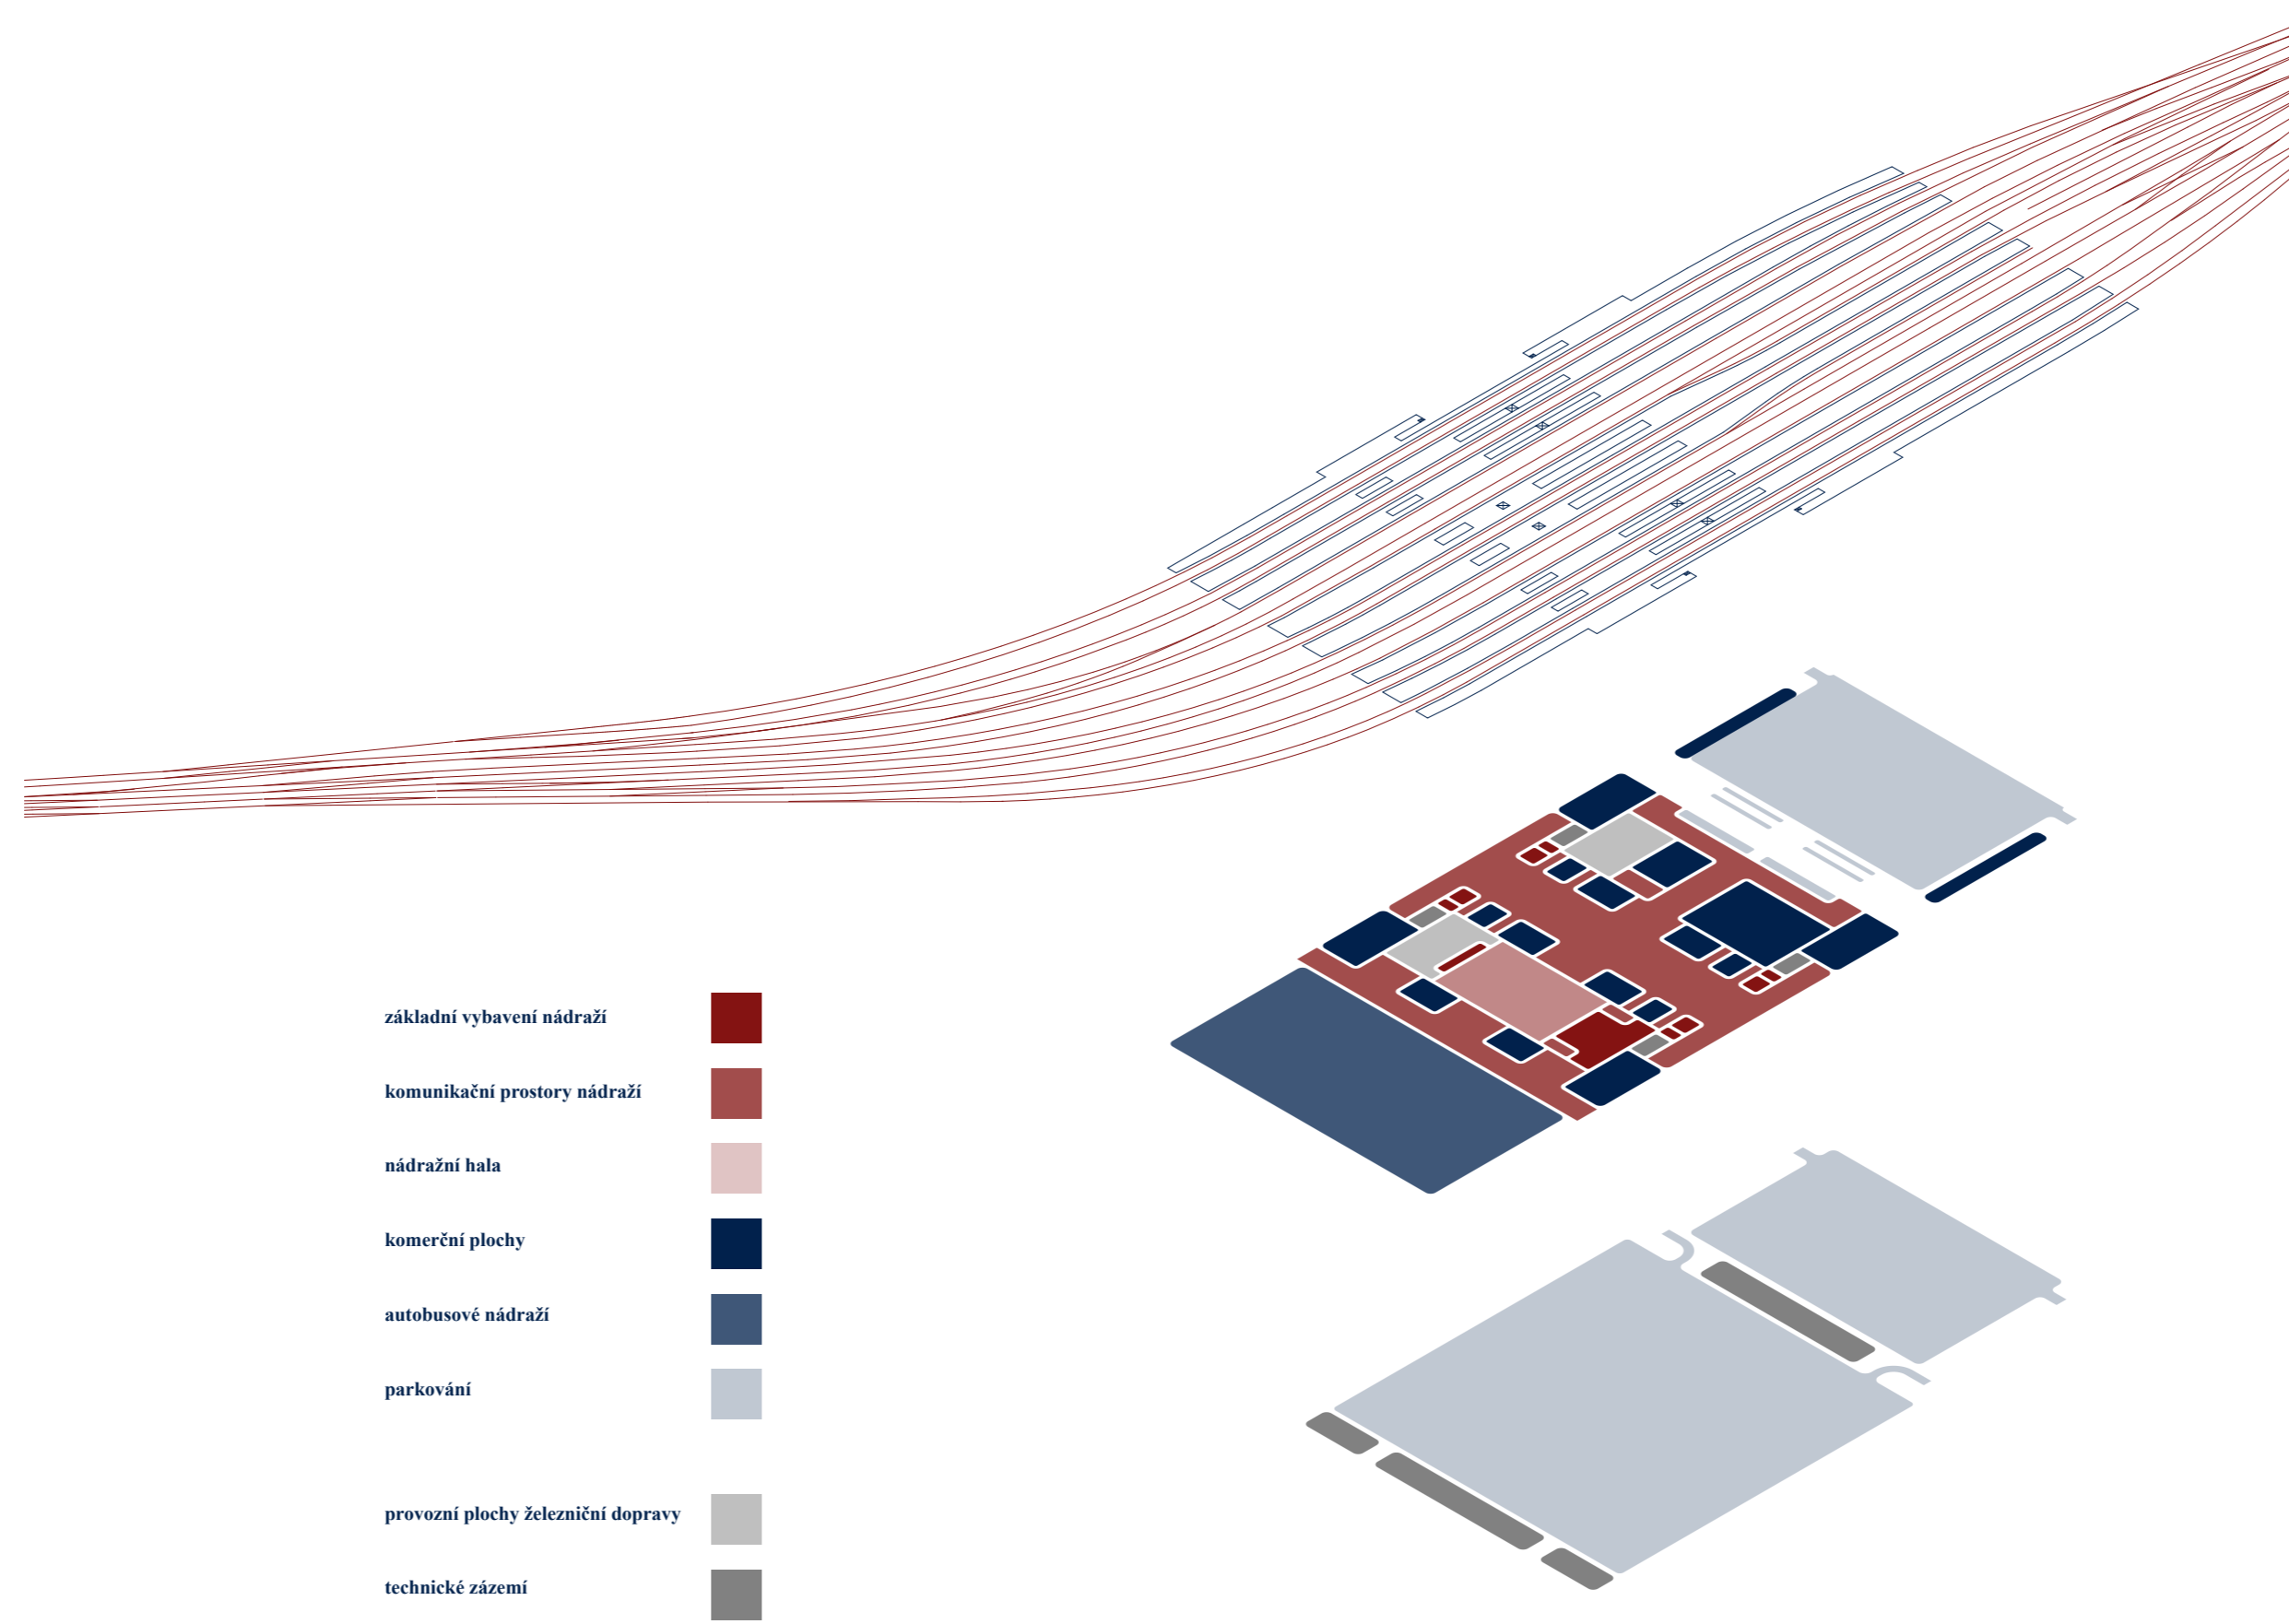 základní vybavení nádraží
komunikační prostory nádraží
nádražní hala
komerční plochy
autobusové nádraží
parkování
provozní plochy železniční dopravy
technické zázemí